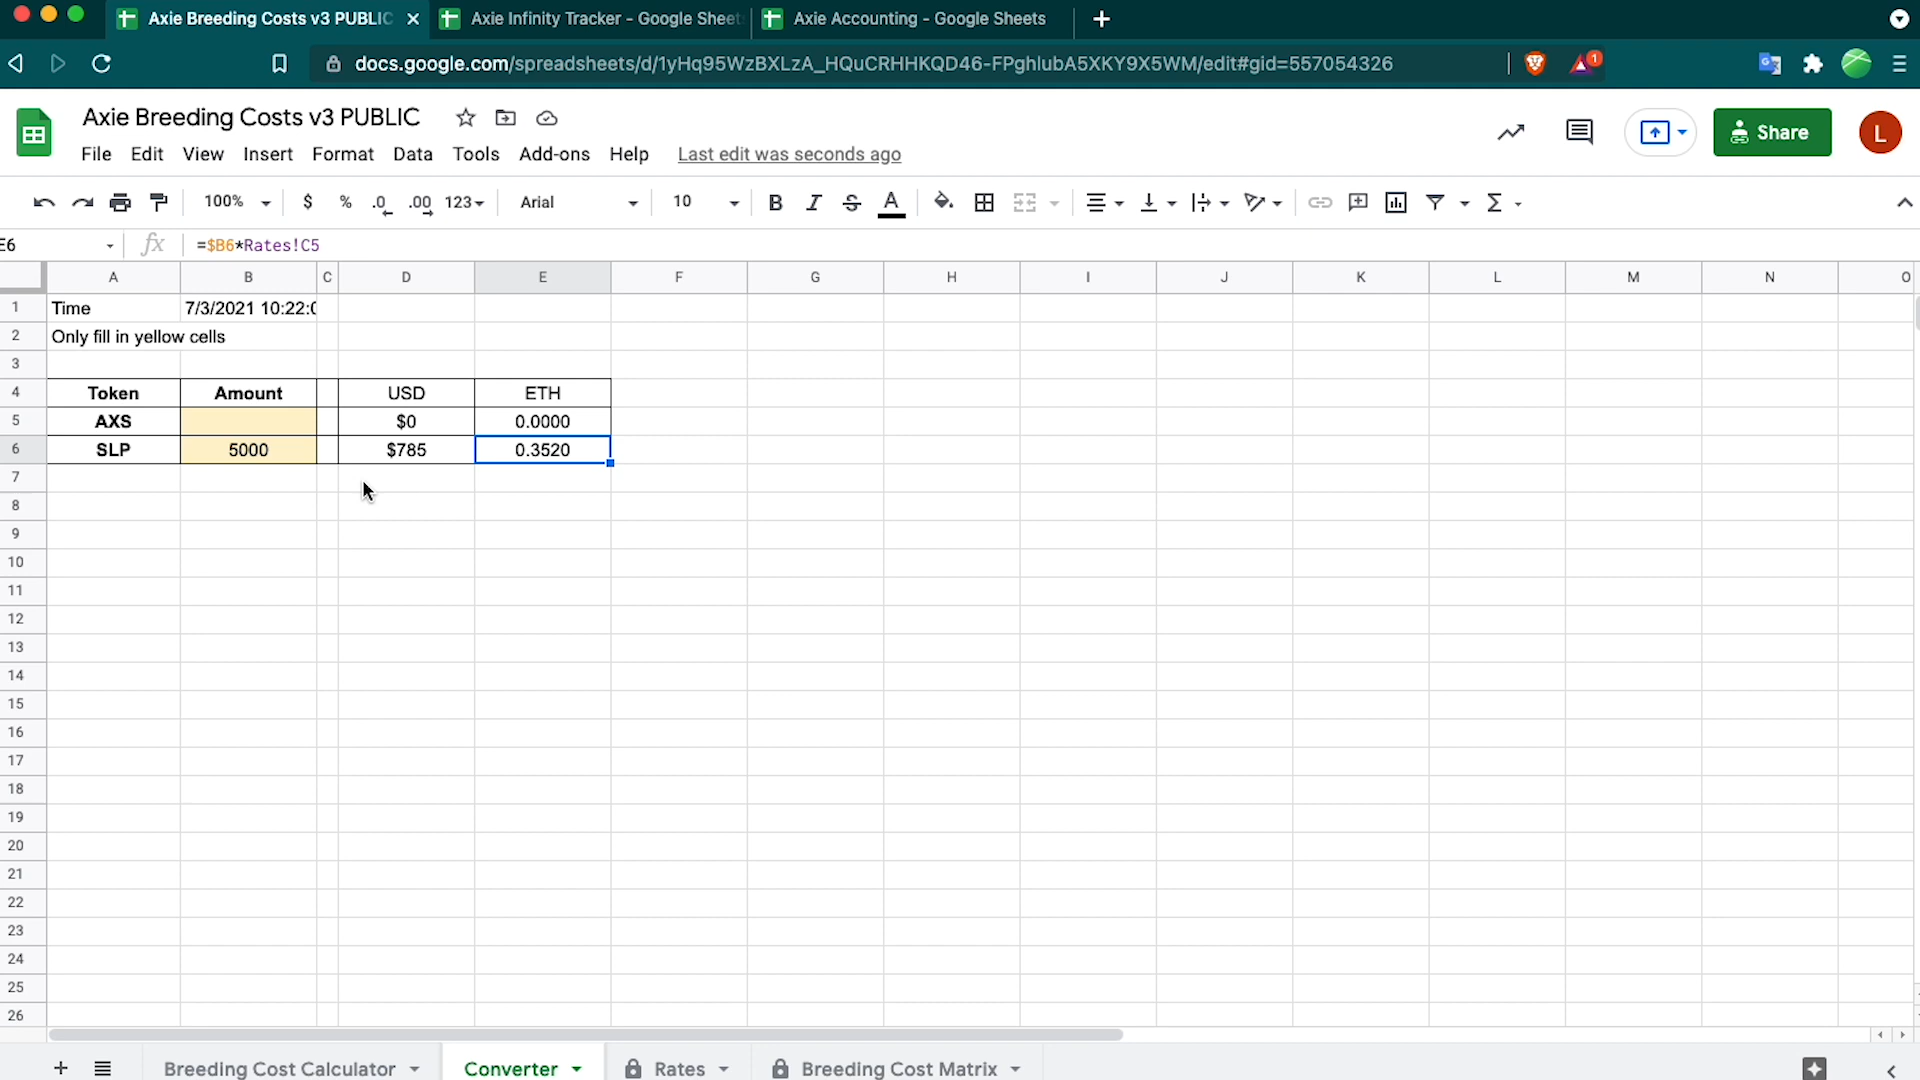 Axie Breeding Costs v3 PUBLIC
Axie Infinity Tracker - Google Sheet
Axie Accounting - Google Sheets
docs.google.com/spreadsheets/d/1yHq95WzBXLzA_HQuCRHHKQD46-FPghlubA5XKY9X5WM/edit#gid=557054326
1
Axie Breeding Costs v3 PUBLIC
File Edit View Insert Format Data Tools Add-ons Help Last edit was seconds ago
Share
L
100% $ % .0 .00 123 Arial 10 B I S A Σ
E6 fx =$B6*Rates!C5
A B C D E F G H I J K L M N O
1 Time 7/3/2021 10:22:0
2 Only fill in yellow cells
3
4 Token Amount USD ETH
5 AXS $0 0.0000
6 SLP 5000 $785 0.3520
7
8
9
10
11
12
13
14
15
16
17
18
19
20
21
22
23
24
25
26
+ Breeding Cost Calculator Converter Rates Breeding Cost Matrix